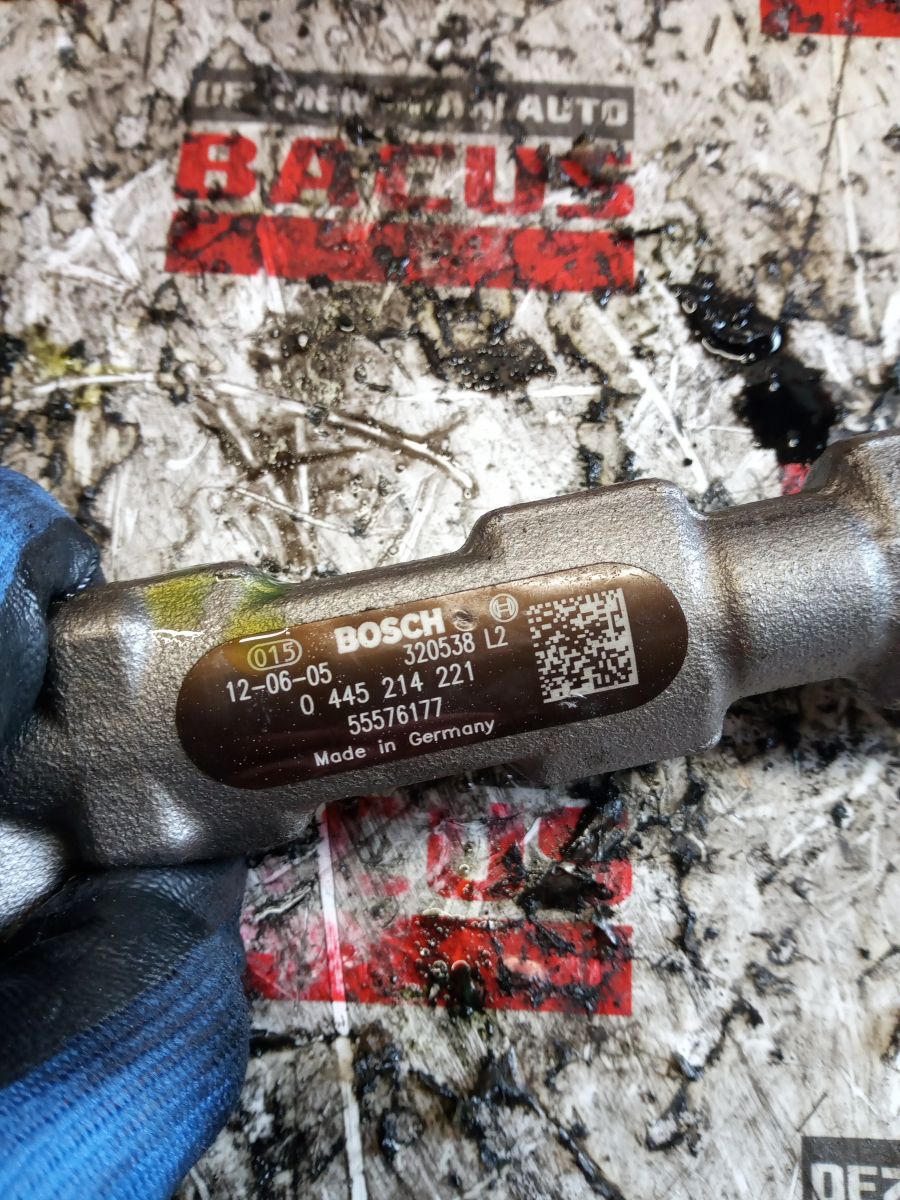 AUTO
BACUS
BOSCH
015
320538 L2
12-06-05
0 445 214 221
55576177
Made in Germany